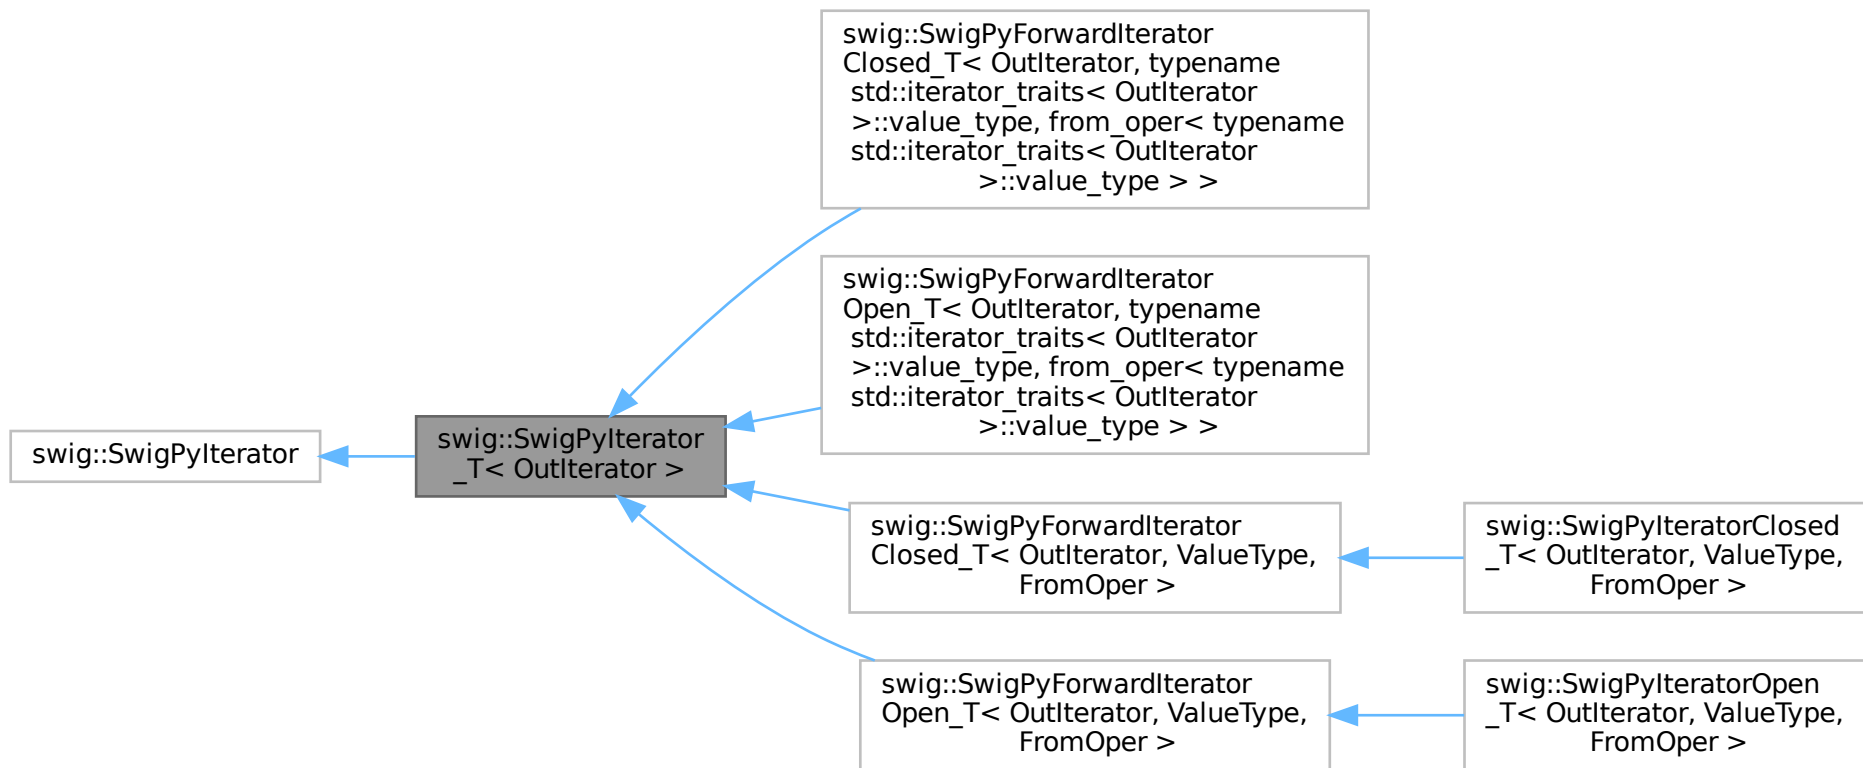 swig::SwigPyIterator
swig::SwigPyIterator
_T< OutIterator >
swig::SwigPyForwardIterator
Closed_T< OutIterator, typename
std::iterator_traits< OutIterator
>::value_type, from_oper< typename
std::iterator_traits< OutIterator
>::value_type > >
swig::SwigPyForwardIterator
Open_T< OutIterator, typename
std::iterator_traits< OutIterator
>::value_type, from_oper< typename
std::iterator_traits< OutIterator
>::value_type > >
swig::SwigPyForwardIterator
Closed_T< OutIterator, ValueType,
FromOper >
swig::SwigPyIteratorClosed
_T< OutIterator, ValueType,
FromOper >
swig::SwigPyForwardIterator
Open_T< OutIterator, ValueType,
FromOper >
swig::SwigPyIteratorOpen
_T< OutIterator, ValueType,
FromOper >